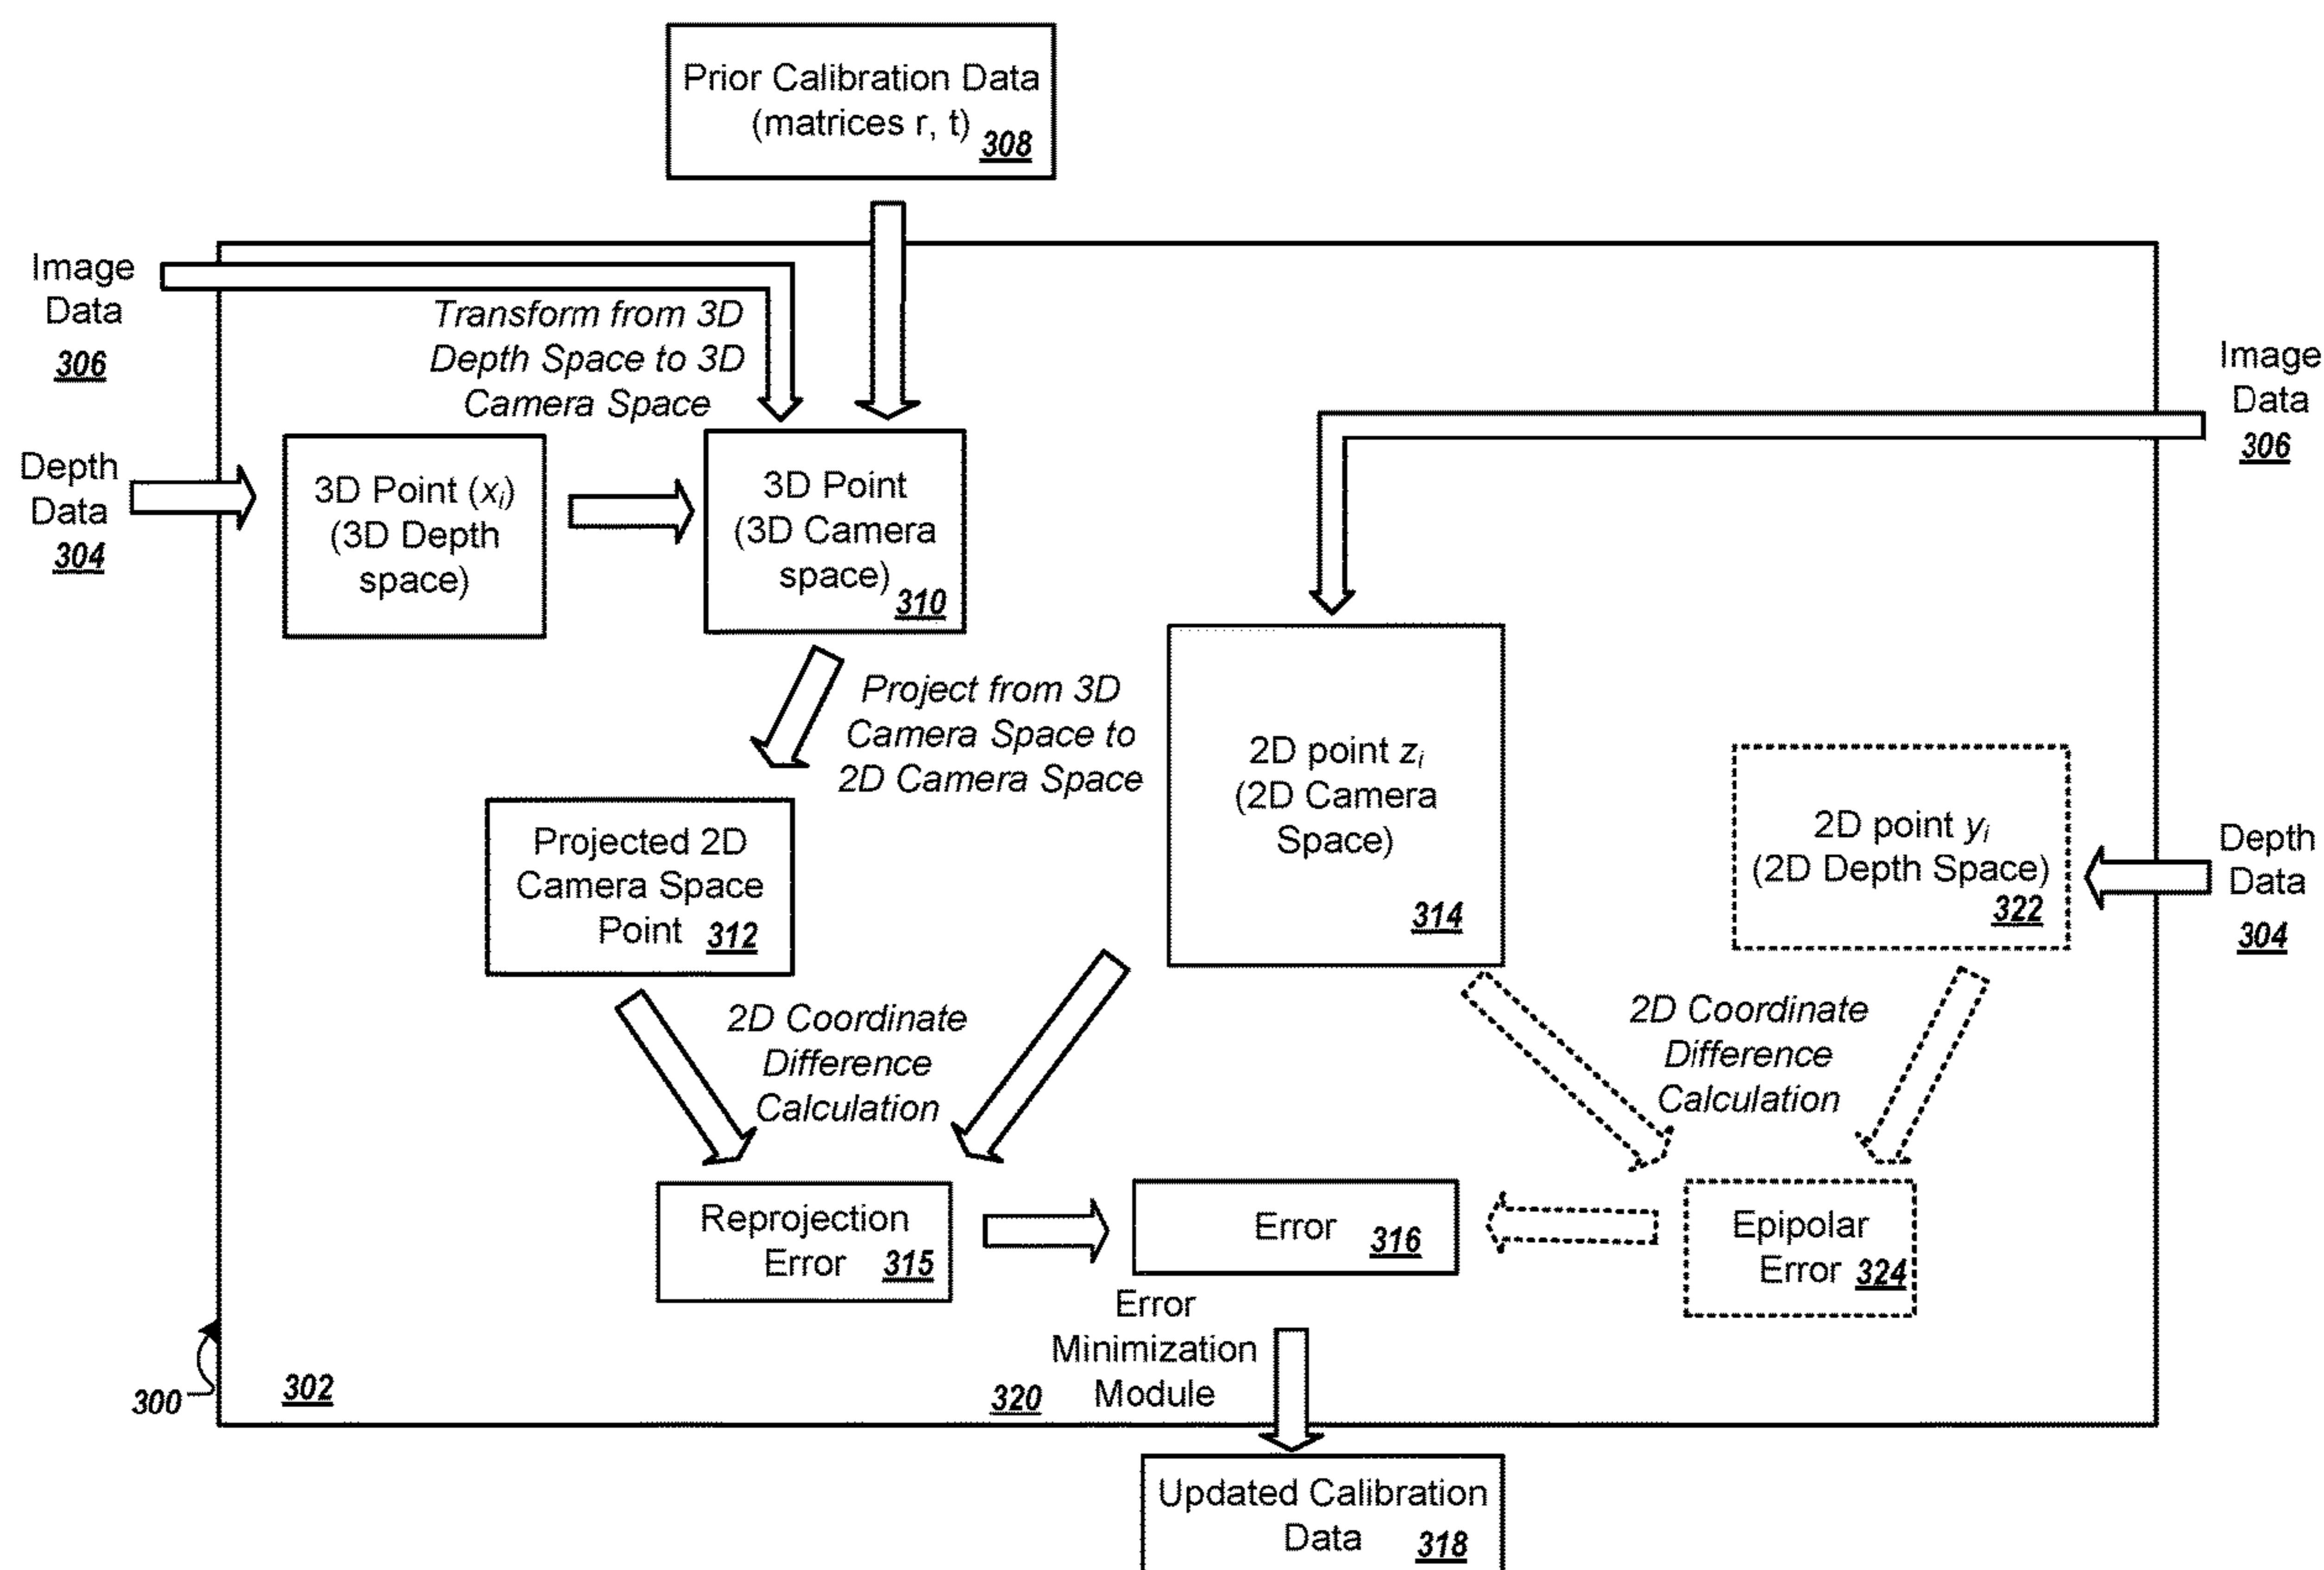 Prior Calibration Data
(matrices r, t)
308
Image
Data
306
Transform from 3D
Depth Space to 3D
Camera Space
Image
Data
306
Depth
Data
304
3D Point (xᵢ)
(3D Depth
space)
3D Point
(3D Camera
space)
310
Project from 3D
Camera Space to
2D Camera Space
2D point zᵢ
(2D Camera
Space)
314
2D point yᵢ
(2D Depth Space)
322
Depth
Data
304
Projected 2D
Camera Space
Point 312
2D Coordinate
Difference
Calculation
2D Coordinate
Difference
Calculation
Reprojection
Error 315
Error 316
Epipolar
Error 324
Error
Minimization
Module
320
300
302
Updated Calibration
Data 318